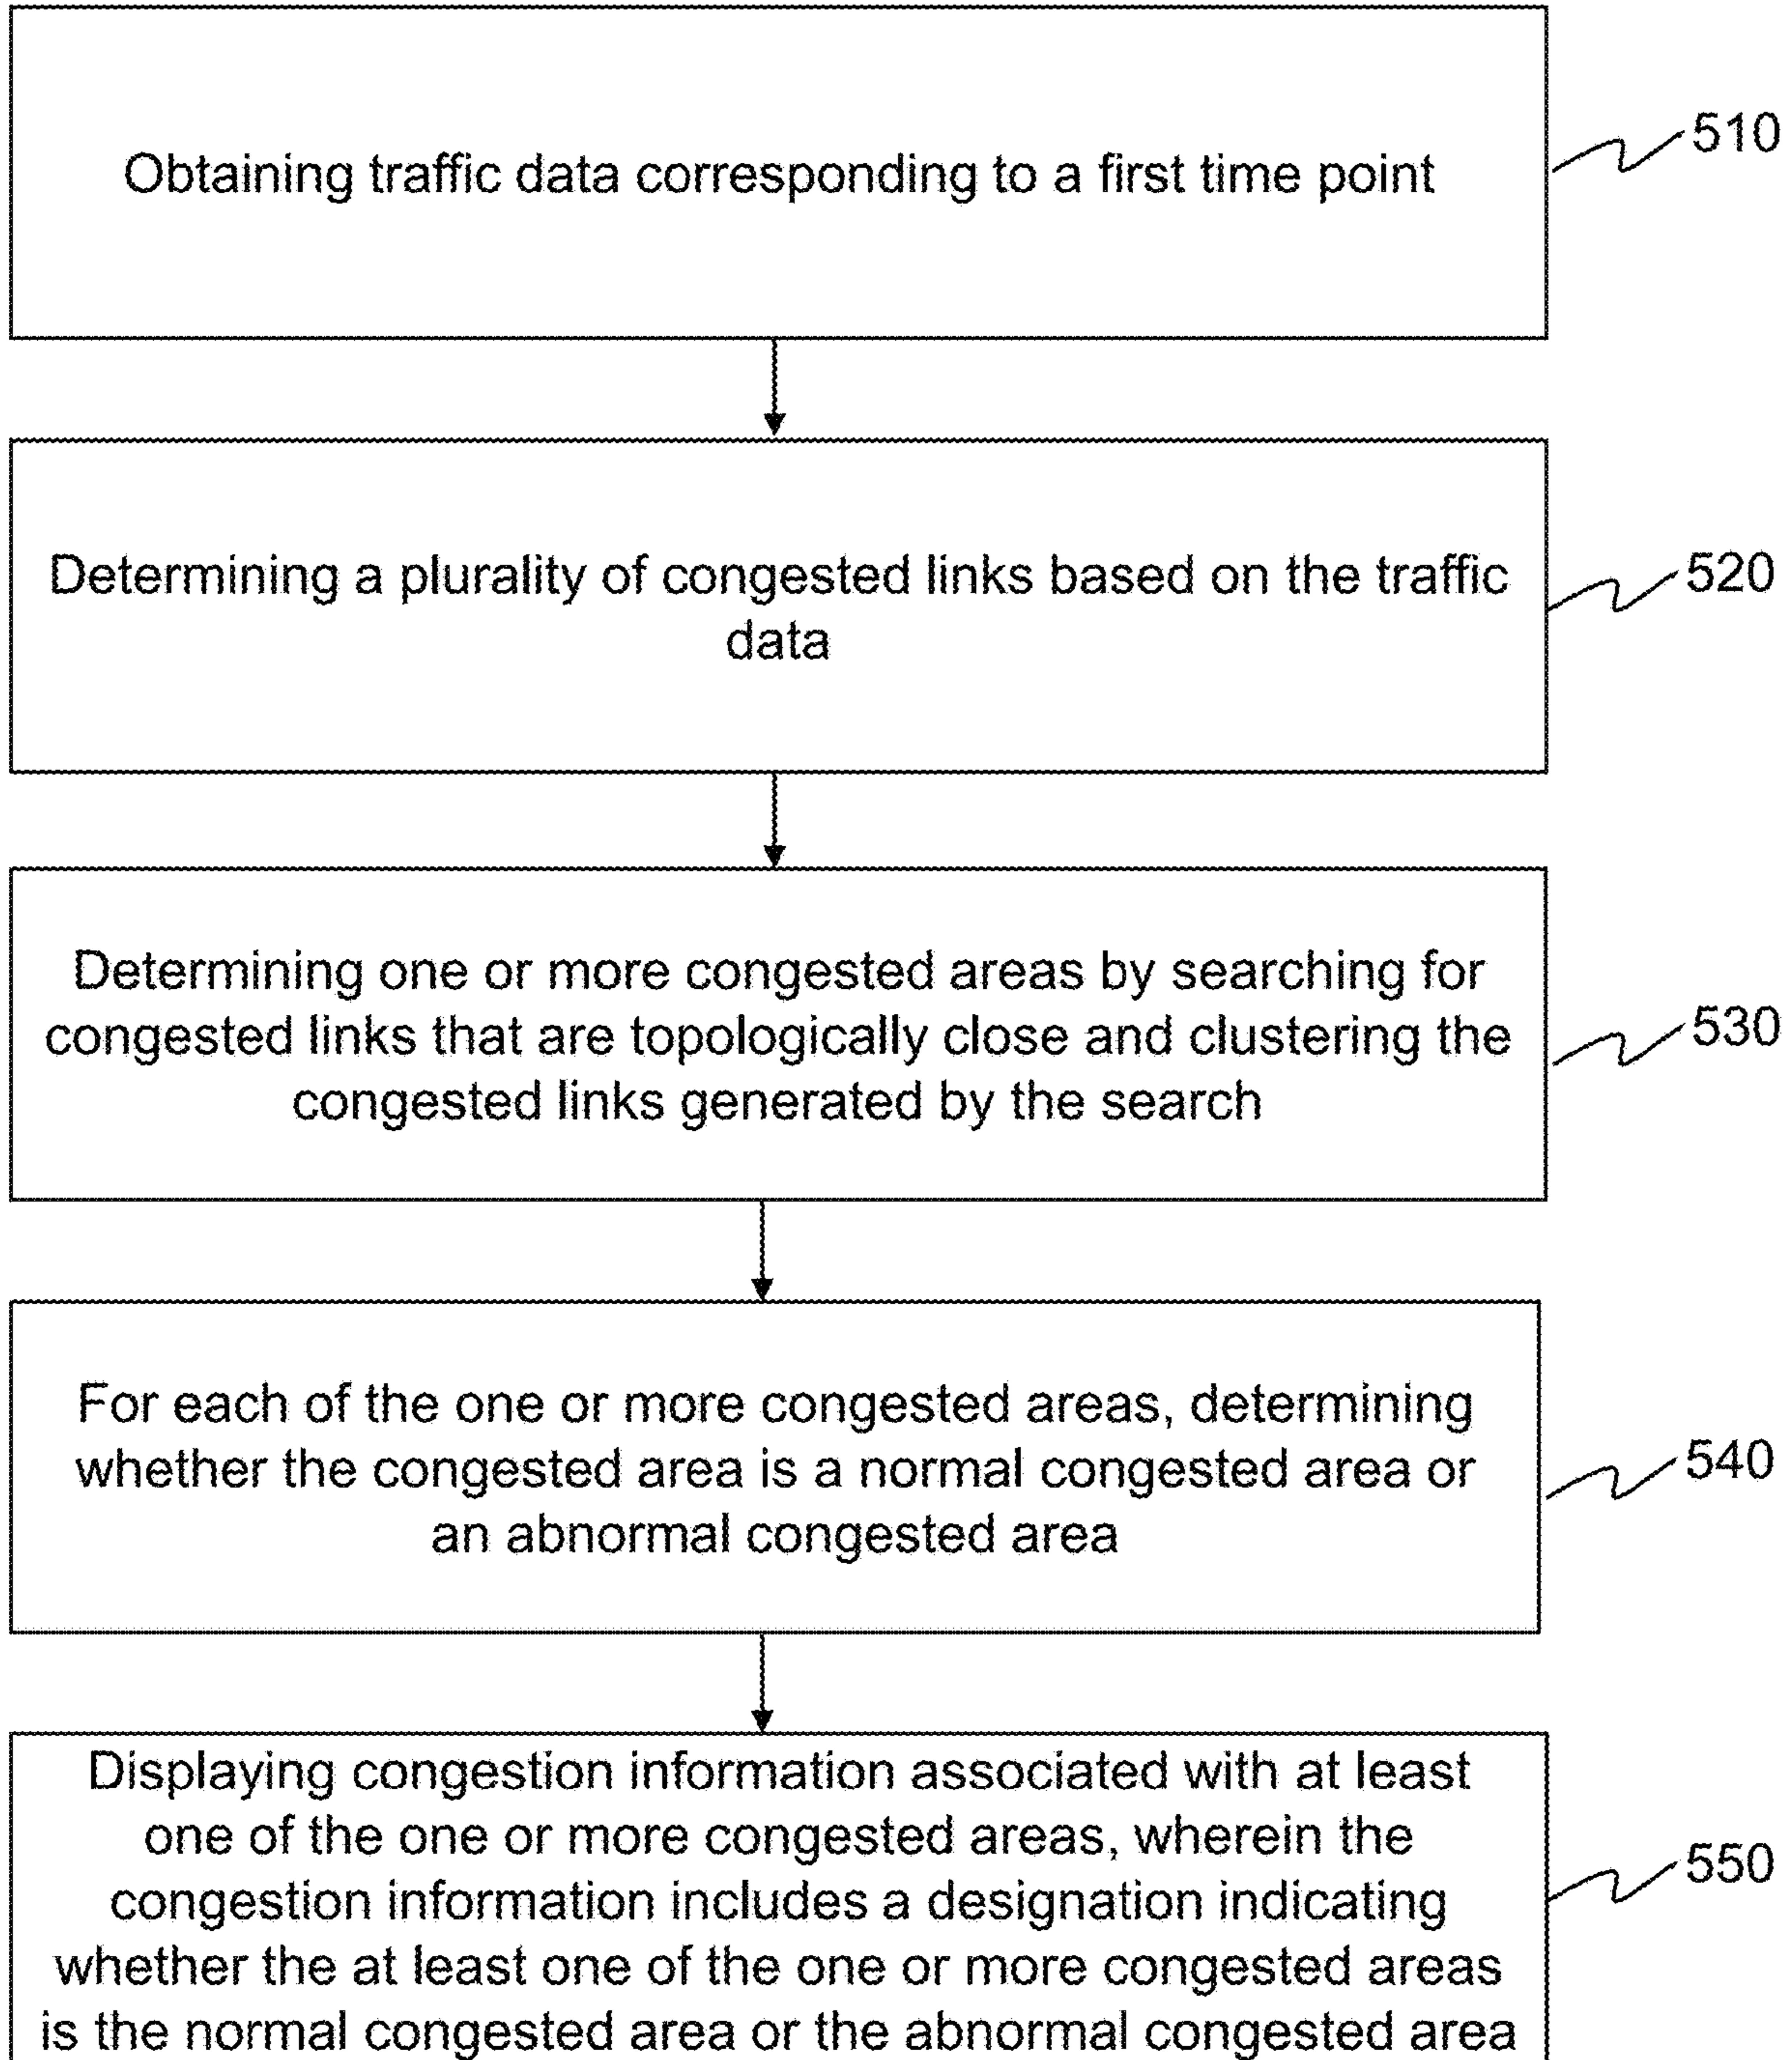 Obtaining traffic data corresponding to a first time point
510
Determining a plurality of congested links based on the traffic
data
520
Determining one or more congested areas by searching for
congested links that are topologically close and clustering the
congested links generated by the search
530
For each of the one or more congested areas, determining
whether the congested area is a normal congested area or
an abnormal congested area
540
Displaying congestion information associated with at least
one of the one or more congested areas, wherein the
congestion information includes a designation indicating
whether the at least one of the one or more congested areas
is the normal congested area or the abnormal congested area
550